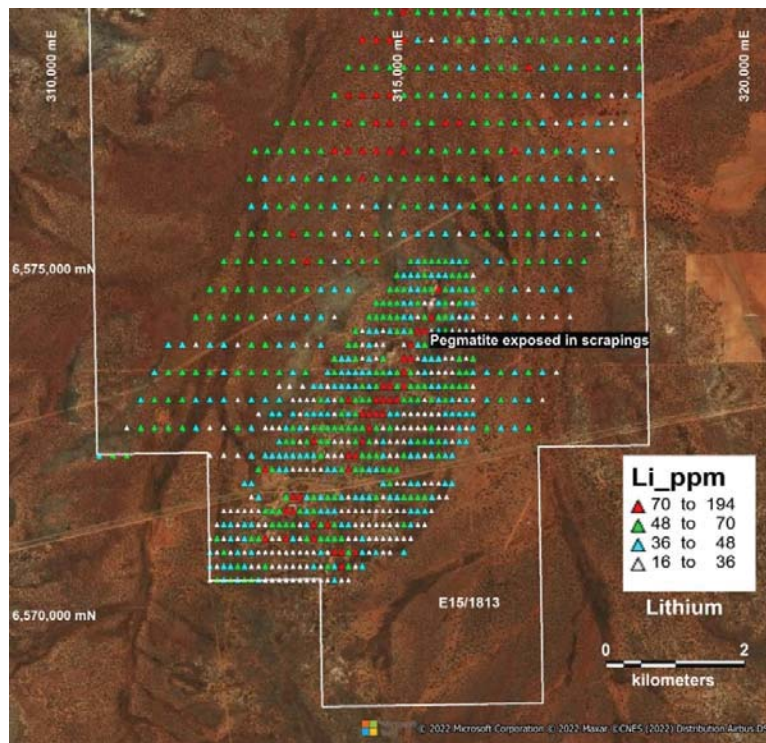 310,000 mE
315,000 mE
320,000 mE
6,575,000 mN
Pegmatite exposed in scrapings
Li_ppm
70 to 194
48 to 70
36 to 48
16 to 36
Lithium
6,570,000 mN
E15/1813
0 2
kilometers
© 2022 Microsoft Corporation © 2022 Maxar ©CNES (2022) Distribution Airbus DS